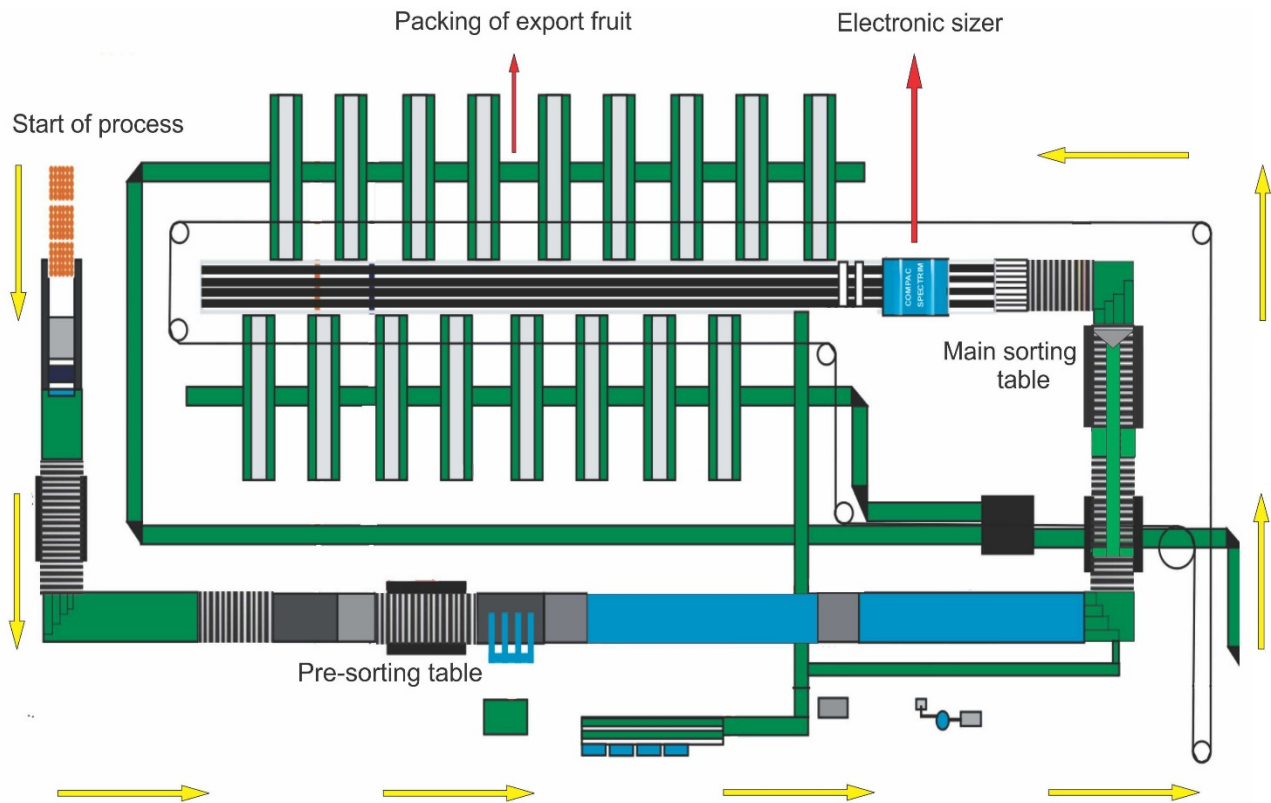 Packing of export fruit
Electronic sizer
Start of process
COMPAC
SPECTRIM
Main sorting
table
Pre-sorting table